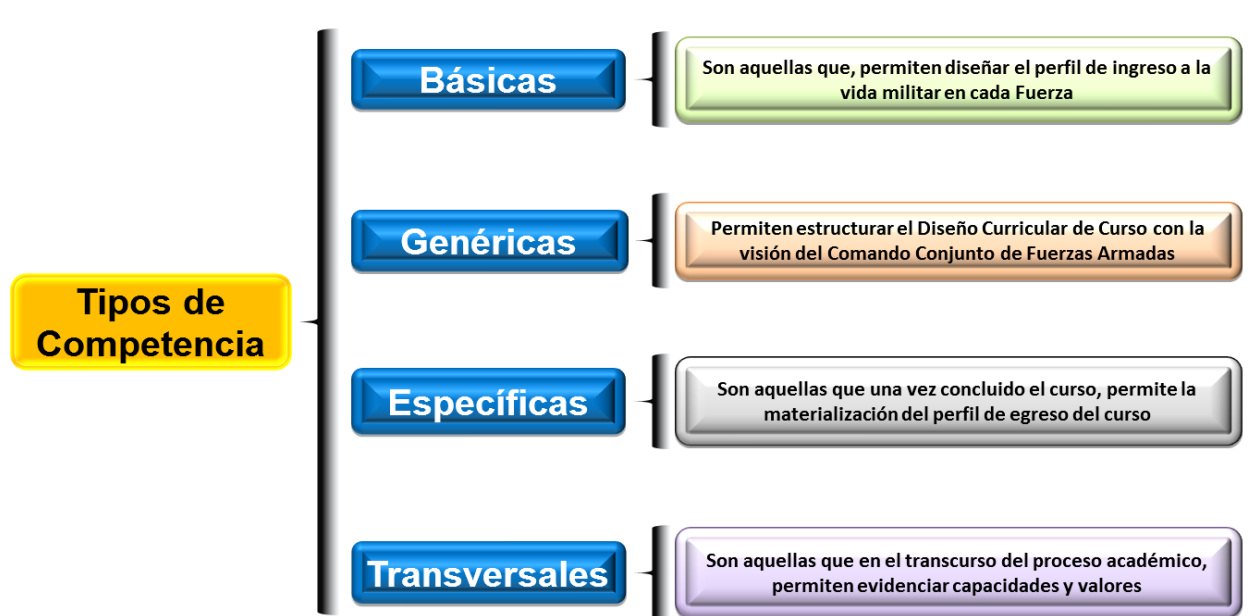 Tipos de
Competencia
Básicas
Son aquellas que, permiten diseñar el perfil de ingreso a la
vida militar en cada Fuerza
Genéricas
Permiten estructurar el Diseño Curricular de Curso con la
visión del Comando Conjunto de Fuerzas Armadas
Específicas
Son aquellas que una vez concluido el curso, permite la
materialización del perfil de egreso del curso
Transversales
Son aquellas que en el transcurso del proceso académico,
permiten evidenciar capacidades y valores